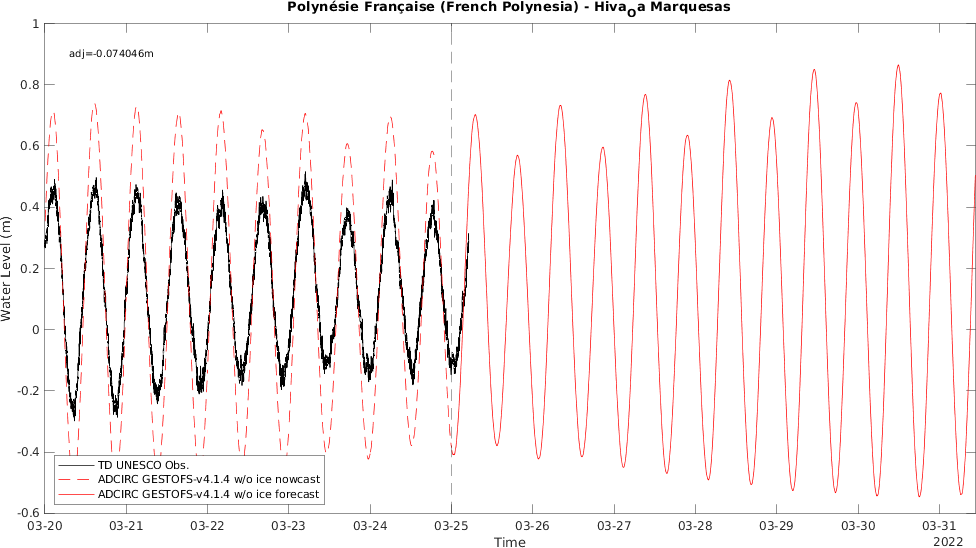 Polynésie Française (French Polynesia) - Hiva_Oa Marquesas
adj=-0.074046m
Water Level (m)
1
0.8
0.6
0.4
0.2
0
-0.2
-0.4
-0.6
TD UNESCO Obs.
ADCIRC GESTOFS-v4.1.4 w/o ice nowcast
ADCIRC GESTOFS-v4.1.4 w/o ice forecast
03-20 03-21 03-22 03-23 03-24 03-25 03-26 03-27 03-28 03-29 03-30 03-31
Time
2022